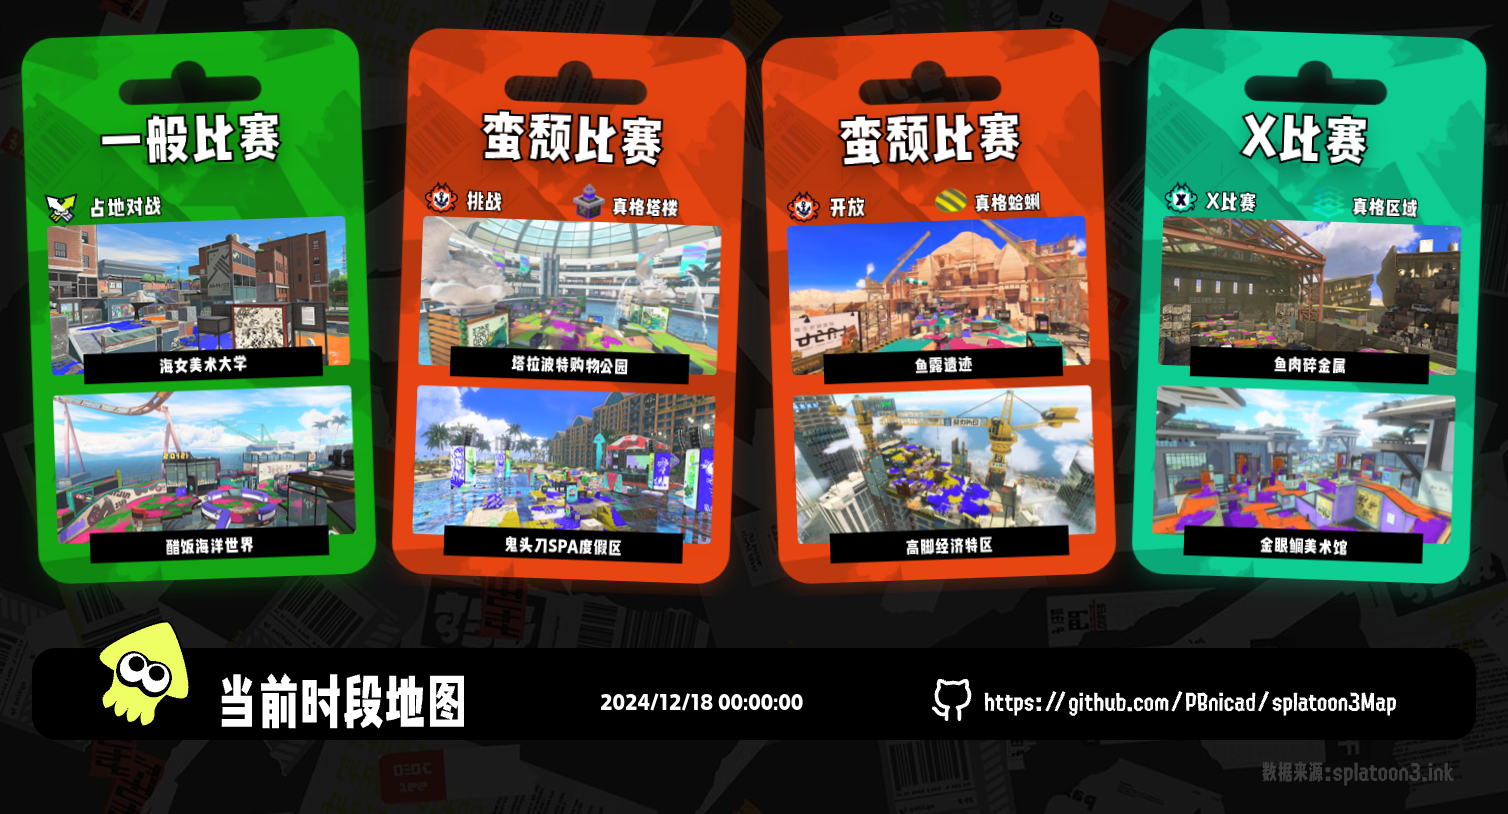 一般比赛
占地对战
海女美术大学
醋饭海洋世界
蛮颓比赛
挑战
真格塔楼
塔拉波特购物公园
鬼头刀SPA度假区
蛮颓比赛
开放
真格蛤蜊
鱼露遗迹
高脚经济特区
X比赛
X比赛
真格区域
鱼肉碎金属
金眼鲷美术馆
当前时段地图
2024/12/18 00:00:00
https://github.com/PBnicad/splatoon3Map
数据来源:splatoon3.ink